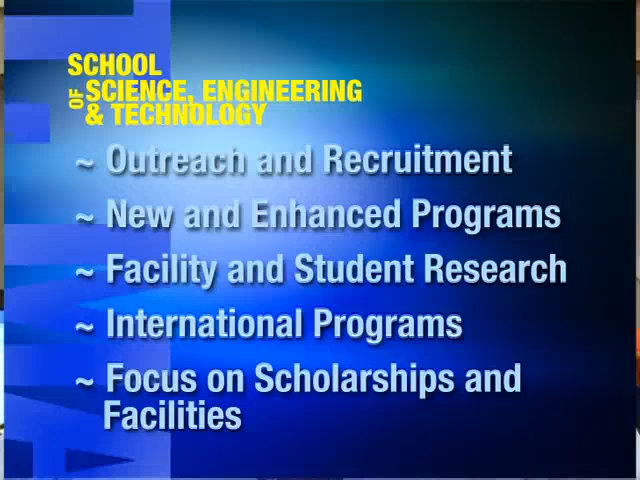 SCHOOL
OF SCIENCE, ENGINEERING
& TECHNOLOGY
~ Outreach and Recruitment
~ New and Enhanced Programs
~ Facility and Student Research
~ International Programs
~ Focus on Scholarships and
Facilities